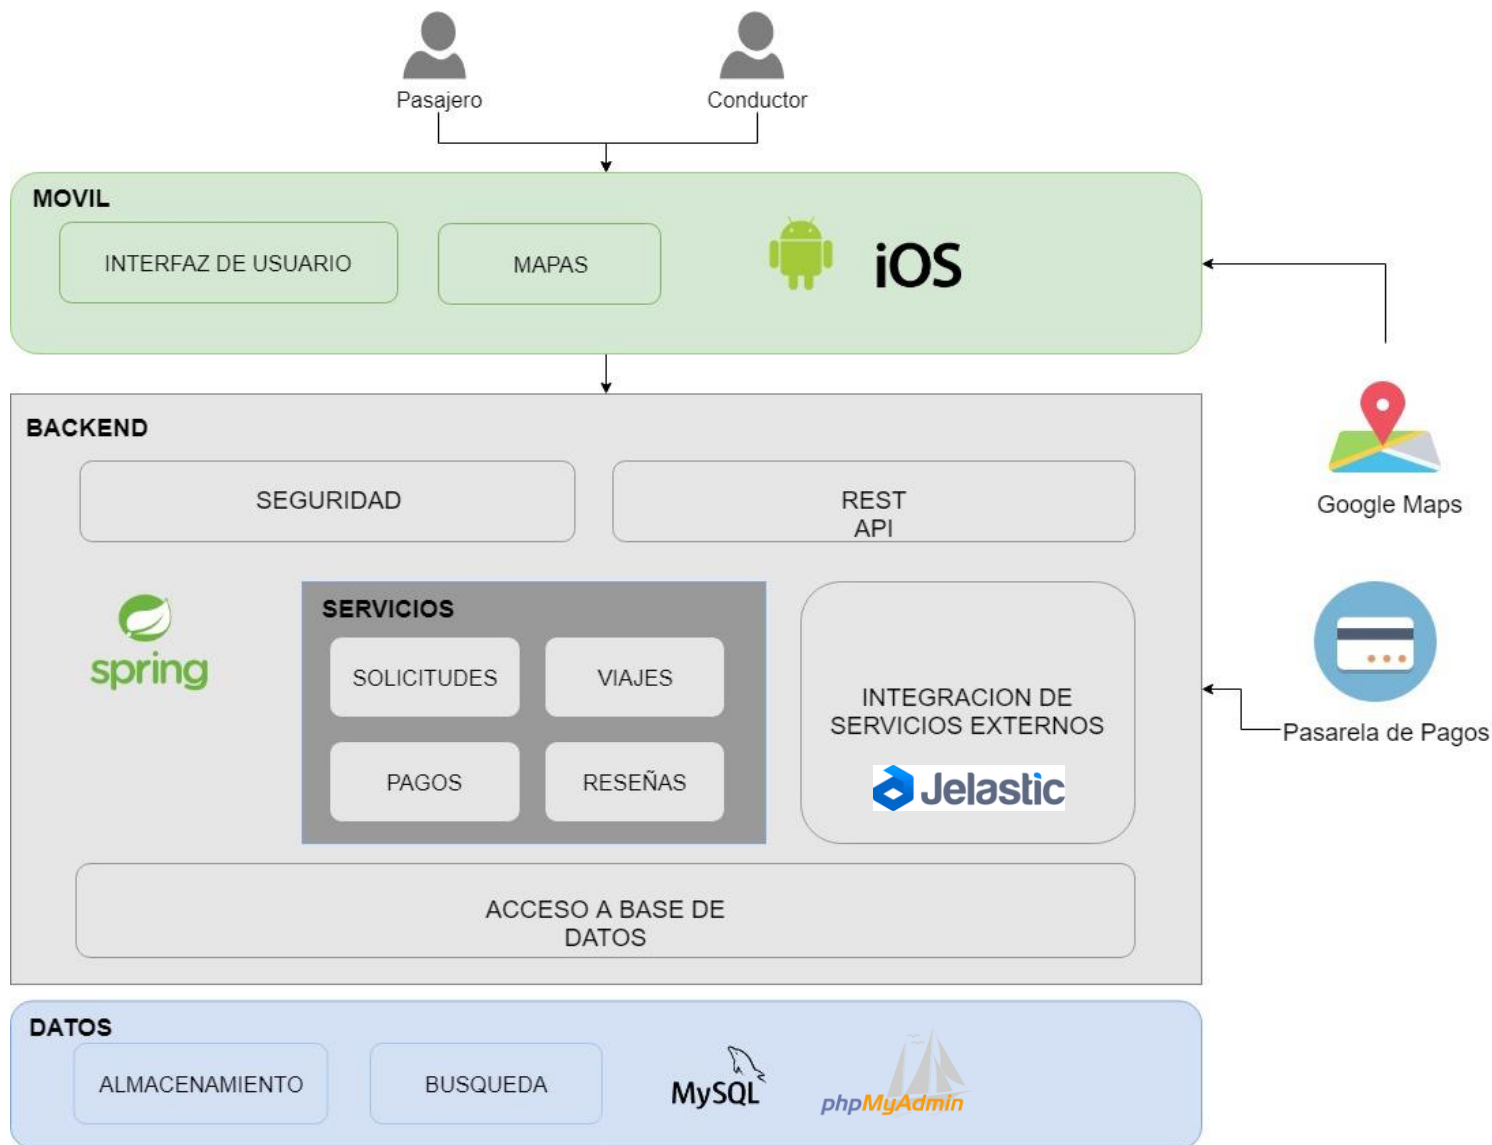 Pasajero
Conductor
MOVIL
INTERFAZ DE USUARIO
MAPAS
iOS
BACKEND
SEGURIDAD
REST
API
Google Maps
spring
SERVICIOS
SOLICITUDES
VIAJES
PAGOS
RESEÑAS
INTEGRACION DE
SERVICIOS EXTERNOS
Jelastic
Pasarela de Pagos
ACCESO A BASE DE
DATOS
DATOS
ALMACENAMIENTO
BUSQUEDA
MySQL
phpMyAdmin